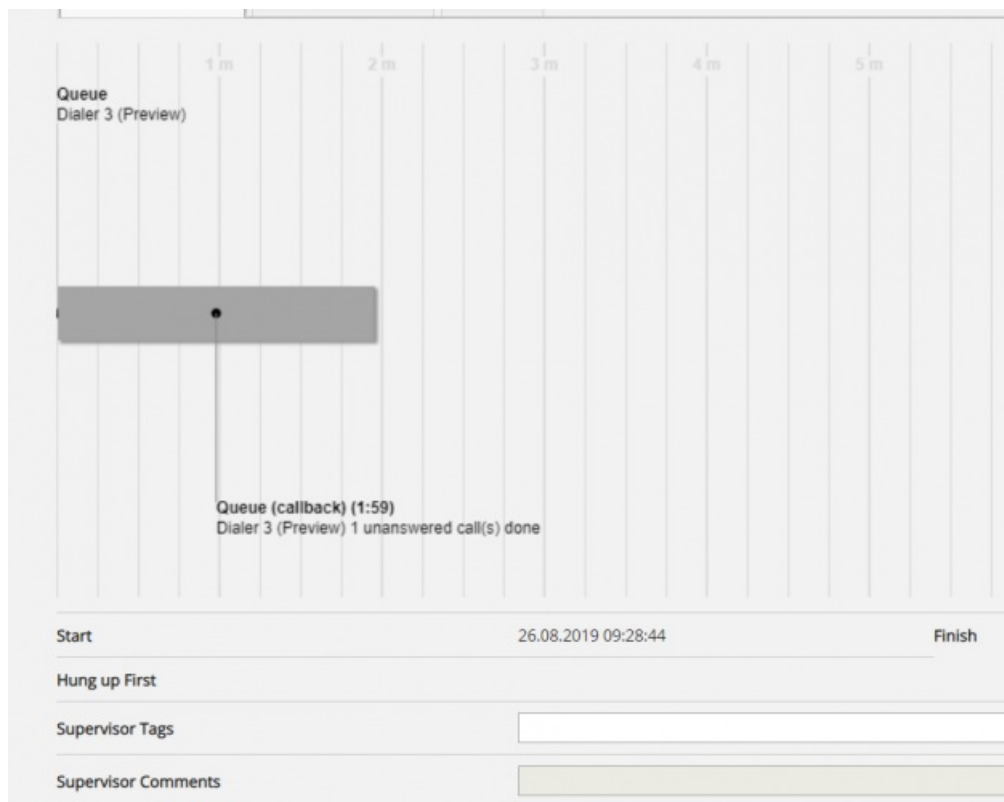 1 m 2 m 3 m 4 m 5 m
Queue
Dialer 3 (Preview)
Queue (callback) (1:59)
Dialer 3 (Preview) 1 unanswered call(s) done
Start 26.08.2019 09:28:44 Finish
Hung up First
Supervisor Tags
Supervisor Comments